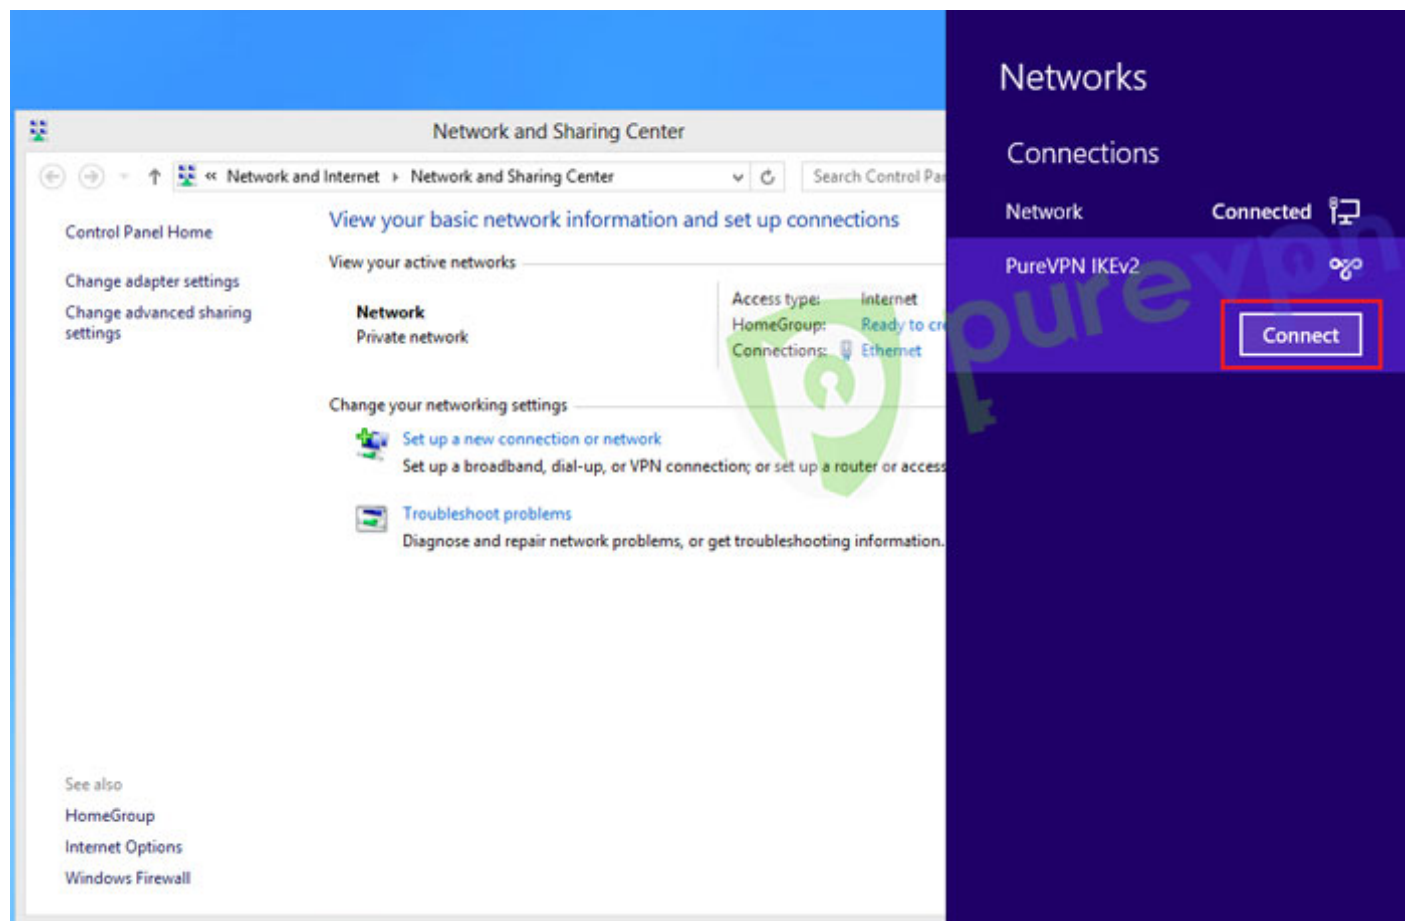 Network and Sharing Center
« Network and Internet ▸ Network and Sharing Center
Search Control
Control Panel Home
Change adapter settings
Change advanced sharing
settings
View your basic network information and set up connections
View your active networks
Network
Private network
Access type: Internet
HomeGroup: Ready to
Connections: Ethernet
Change your networking settings
Set up a new connection or network
Set up a broadband, dial-up, or VPN connection; or set up a router or access
Troubleshoot problems
Diagnose and repair network problems, or get troubleshooting information.
See also
HomeGroup
Internet Options
Windows Firewall
Networks
Connections
Network Connected
PureVPN IKEv2
Connect
purevpn